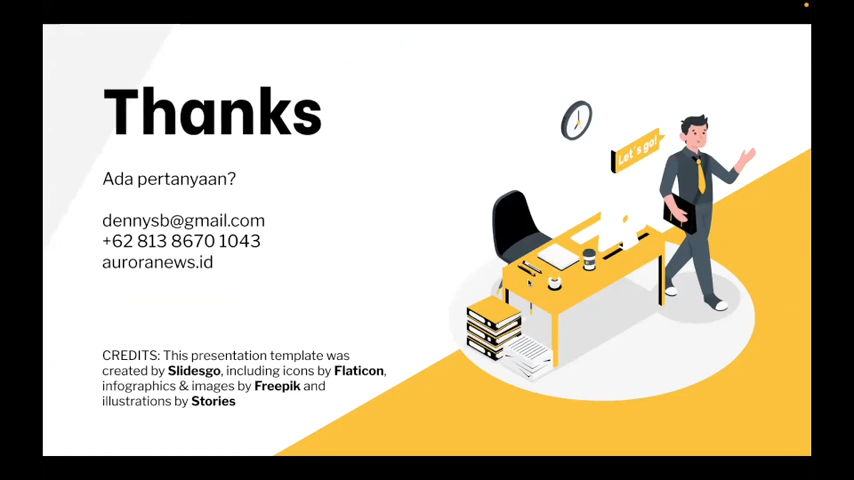 Thanks
Ada pertanyaan?
dennysb@gmail.com
+62 813 8670 1043
auroranews.id
Let's go!
CREDITS: This presentation template was
created by Slidesgo, including icons by Flaticon,
infographics & images by Freepik and
illustrations by Stories